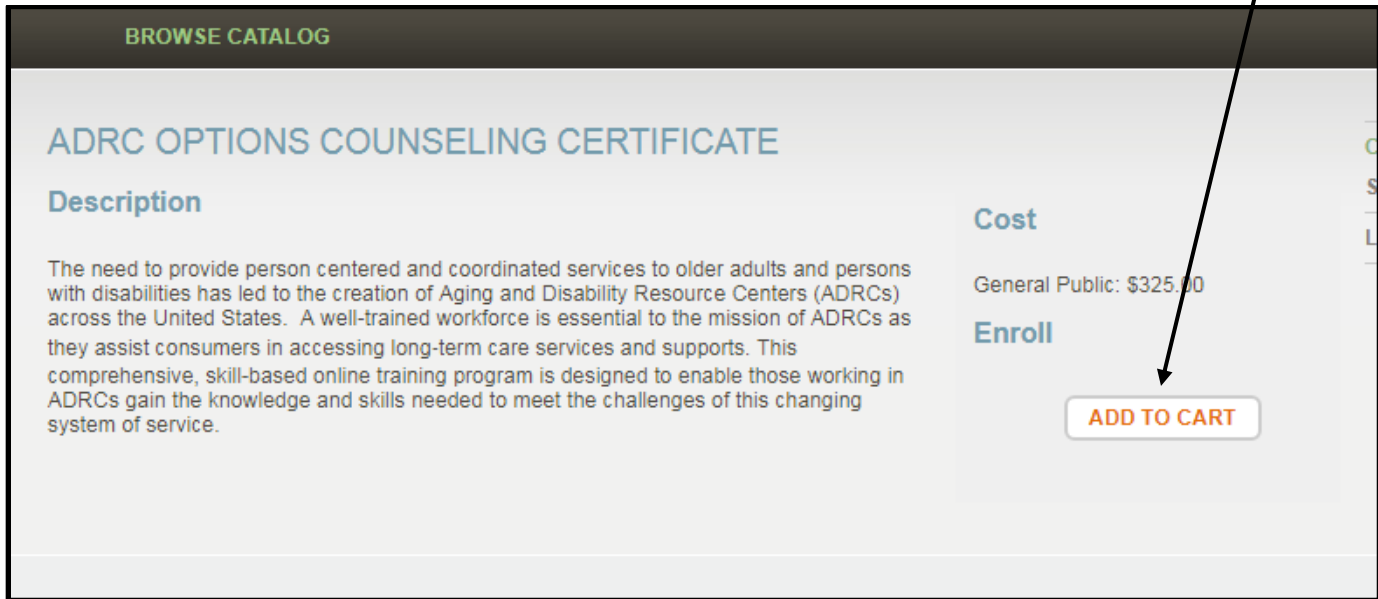 BROWSE CATALOG
ADRC OPTIONS COUNSELING CERTIFICATE
Description
The need to provide person centered and coordinated services to older adults and persons
with disabilities has led to the creation of Aging and Disability Resource Centers (ADRCs)
across the United States.  A well-trained workforce is essential to the mission of ADRCs as
they assist consumers in accessing long-term care services and supports. This
comprehensive, skill-based online training program is designed to enable those working in
ADRCs gain the knowledge and skills needed to meet the challenges of this changing
system of service.
Cost
General Public: $325.00
Enroll
ADD TO CART